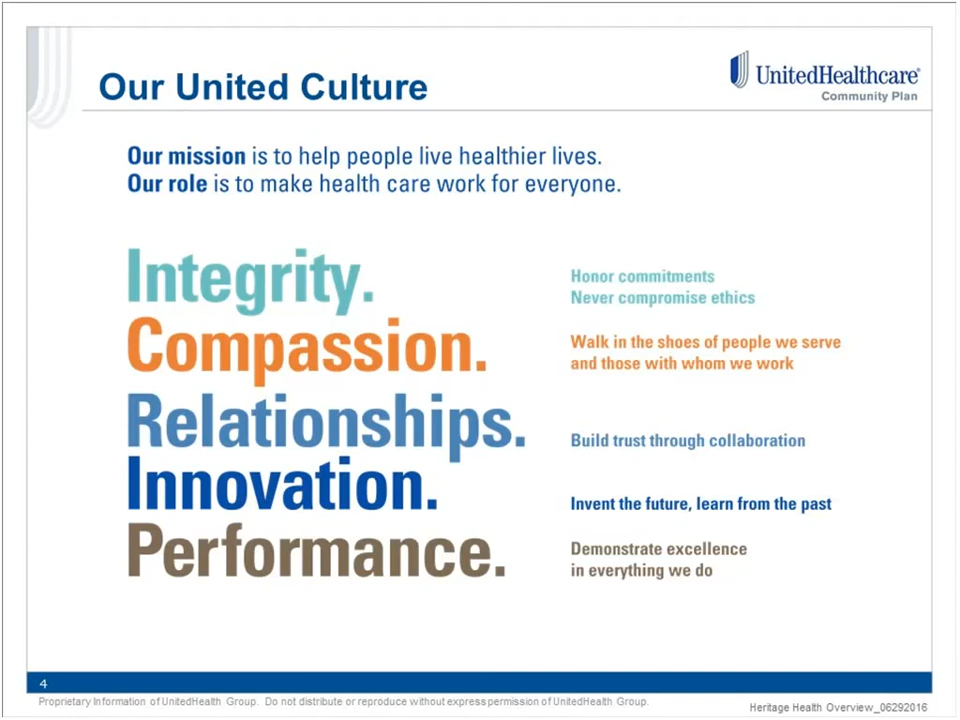 Our United Culture
UnitedHealthcare®
Community Plan
Our mission is to help people live healthier lives.
Our role is to make health care work for everyone.
Integrity.
Honor commitments
Never compromise ethics
Compassion.
Walk in the shoes of people we serve
and those with whom we work
Relationships.
Build trust through collaboration
Innovation.
Invent the future, learn from the past
Performance.
Demonstrate excellence
in everything we do
4
Proprietary Information of UnitedHealth Group. Do not distribute or reproduce without express permission of UnitedHealth Group.
Heritage Health Overview_06292016